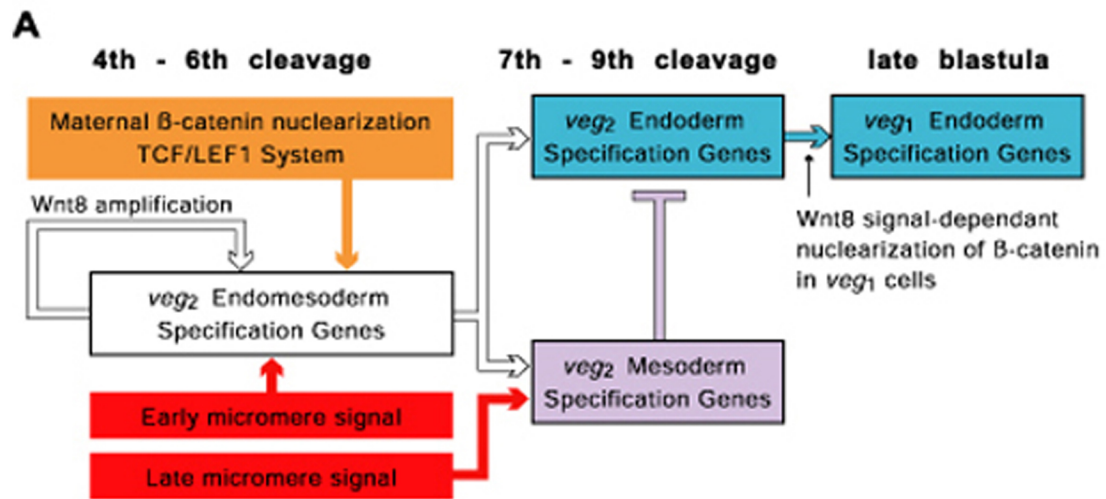 A
4th - 6th cleavage
7th - 9th cleavage
late blastula
Maternal ß-catenin nuclearization
TCF/LEF1 System
Wnt8 amplification
veg2 Endomesoderm
Specification Genes
Early micromere signal
Late micromere signal
veg2 Endoderm
Specification Genes
veg2 Mesoderm
Specification Genes
veg1 Endoderm
Specification Genes
Wnt8 signal-dependant
nuclearization of ß-catenin
in veg1 cells